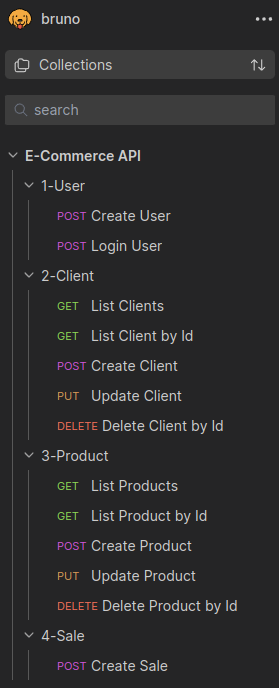 bruno
Collections
search
E-Commerce API
1-User
POST Create User
POST Login User
2-Client
GET List Clients
GET List Client by Id
POST Create Client
PUT Update Client
DELETE Delete Client by Id
3-Product
GET List Products
GET List Product by Id
POST Create Product
PUT Update Product
DELETE Delete Product by Id
4-Sale
POST Create Sale